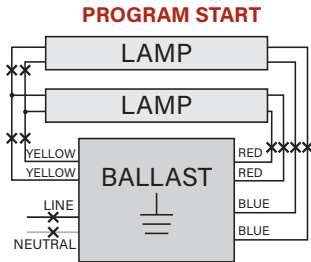 PROGRAM START
LAMP
LAMP
YELLOW
RED
YELLOW
BALLAST
RED
LINE
BLUE
NEUTRAL
BLUE